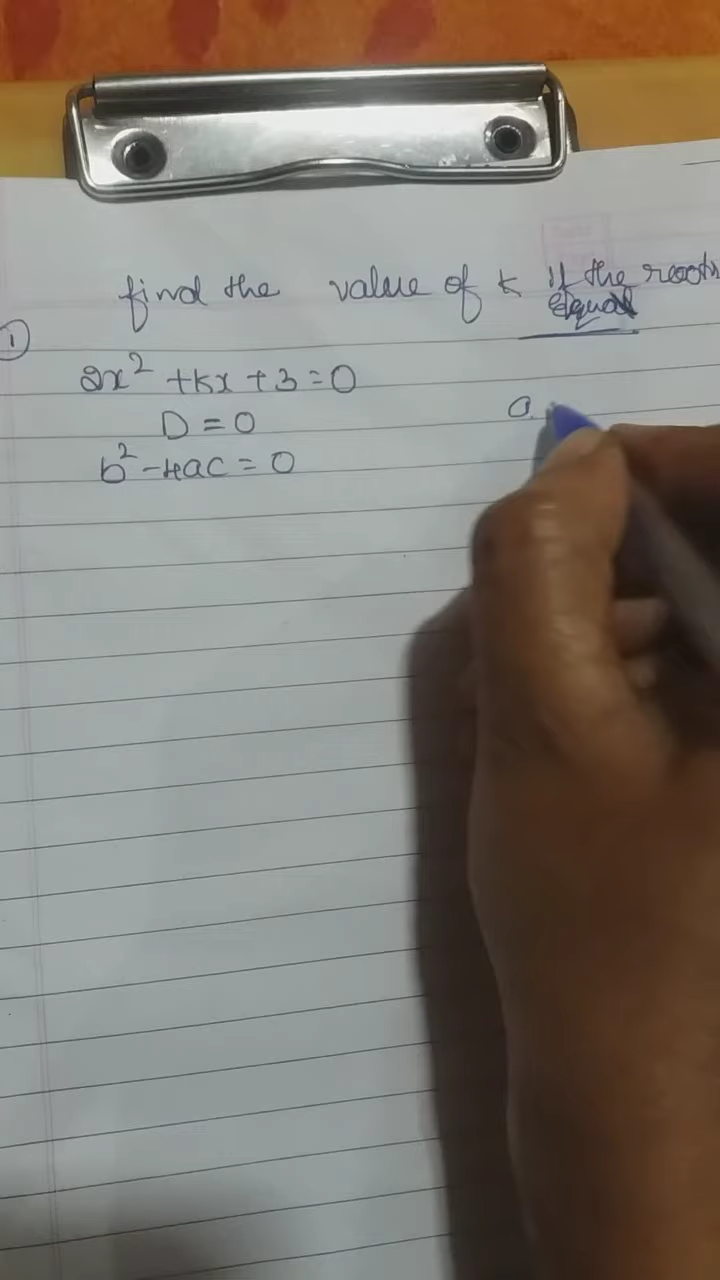 find the value of k if the roots
equal
①
2x² + kx + 3 = 0
D = 0
a
b² - 4ac = 0